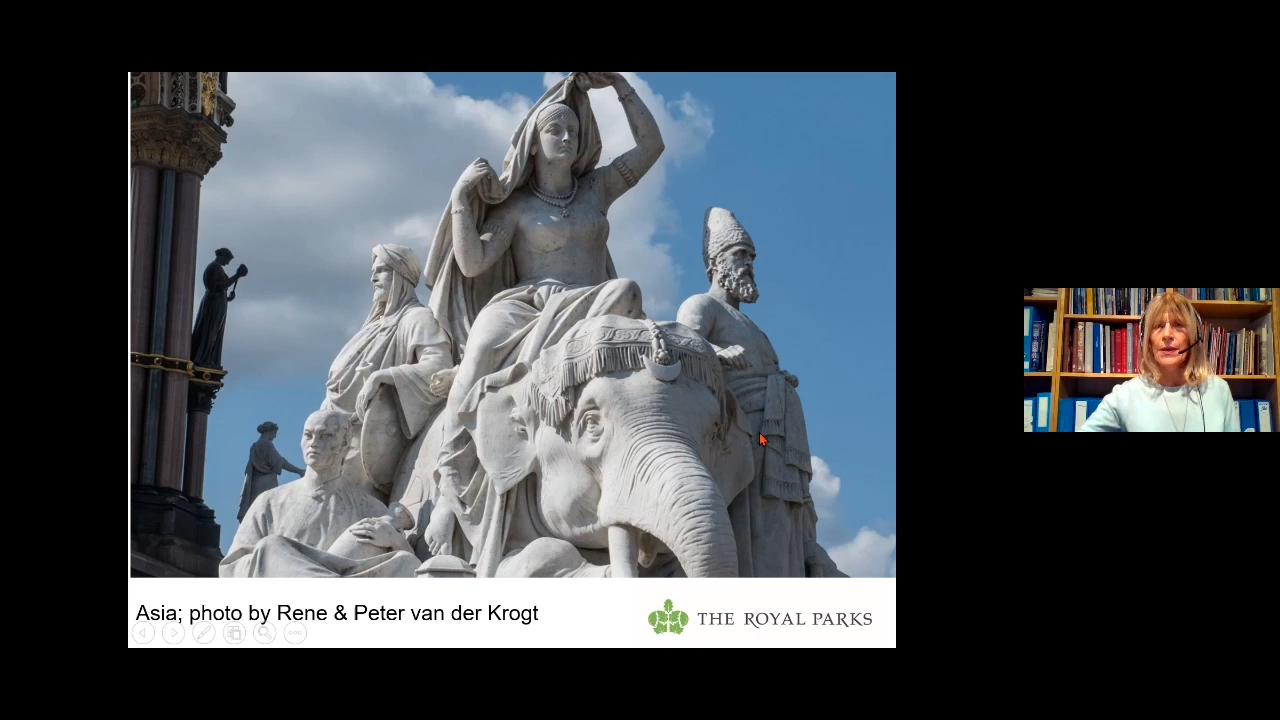 Asia; photo by Rene & Peter van der Krogt
THE ROYAL PARKS